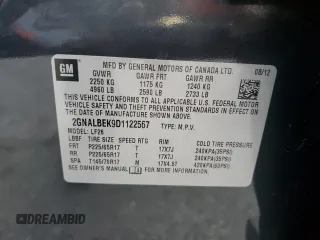 GM
MFD BY GENERAL MOTORS OF CANADA LTD.
08/12
GVWR GAWR FRT GAWR RR
2250 KG 1175 KG 1240 KG
4960 LB 2590 LB 2733 LB
THIS VEHICLE CONFORMS TO ALL APPLICABLE U.S. FEDERAL MOTOR
VEHICLE SAFETY, BUMPER, AND THEFT PREVENTION STANDARDS
IN EFFECT ON THE DATE OF MANUFACTURE SHOWN ABOVE.
2GNALBEK9D1122567 TYPE: M.P.V.
MODEL: LF26
TIRE SIZE SPEED RTG RIM COLD TIRE PRESSURE
FRT P225/65R17 T 17X7J 240KPA(35PSI)
RR P225/65R17 T 17X7J 240KPA(35PSI)
SPA T145/70R17 M 17X4.5T 420KPA(60PSI)
SEE OWNER'S MANUAL FOR MORE INFORMATION.